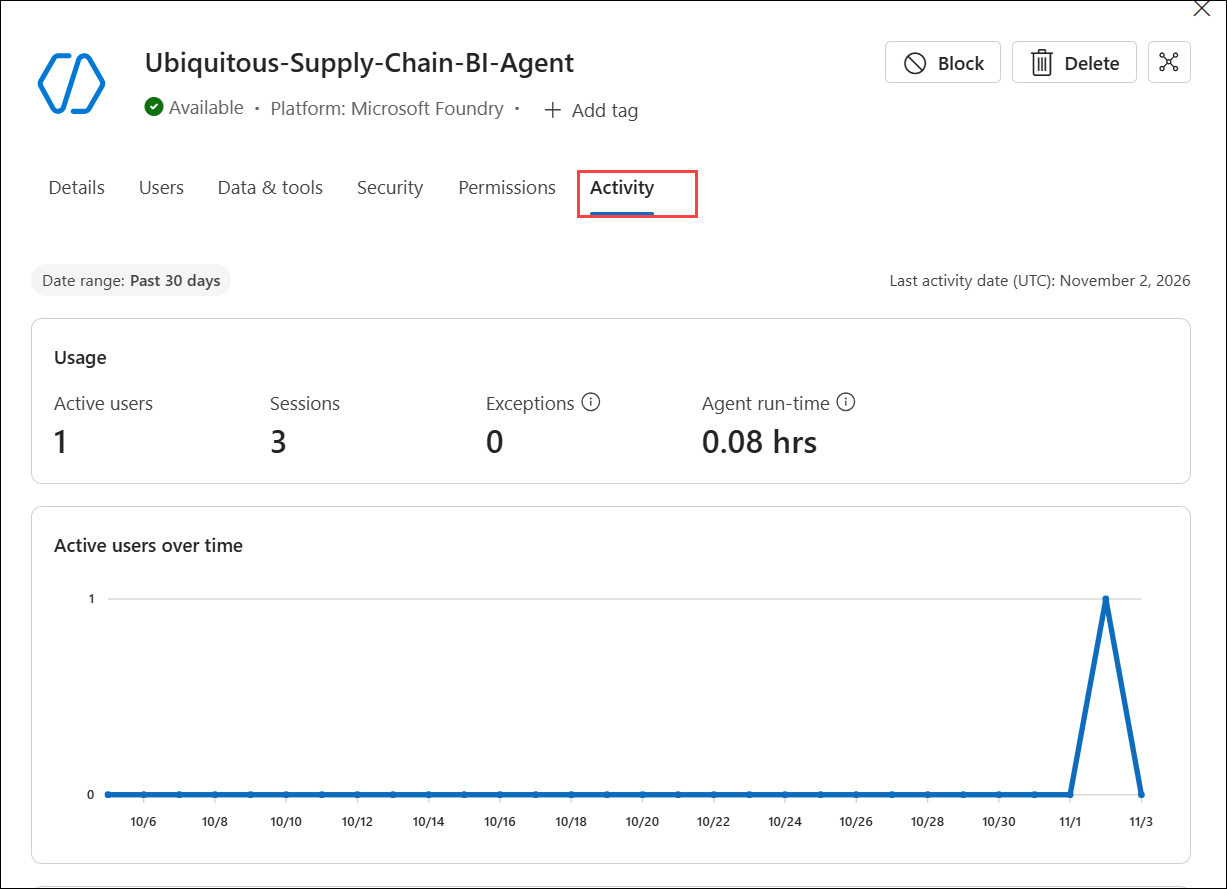 Ubiquitous-Supply-Chain-BI-Agent
Block
Delete
Available · Platform: Microsoft Foundry · + Add tag
Details Users Data & tools Security Permissions Activity
Date range: Past 30 days
Last activity date (UTC): November 2, 2026
Usage
Active users Sessions Exceptions Agent run-time
1 3 0 0.08 hrs
Active users over time
1
0
10/6 10/8 10/10 10/12 10/14 10/16 10/18 10/20 10/22 10/24 10/26 10/28 10/30 11/1 11/3